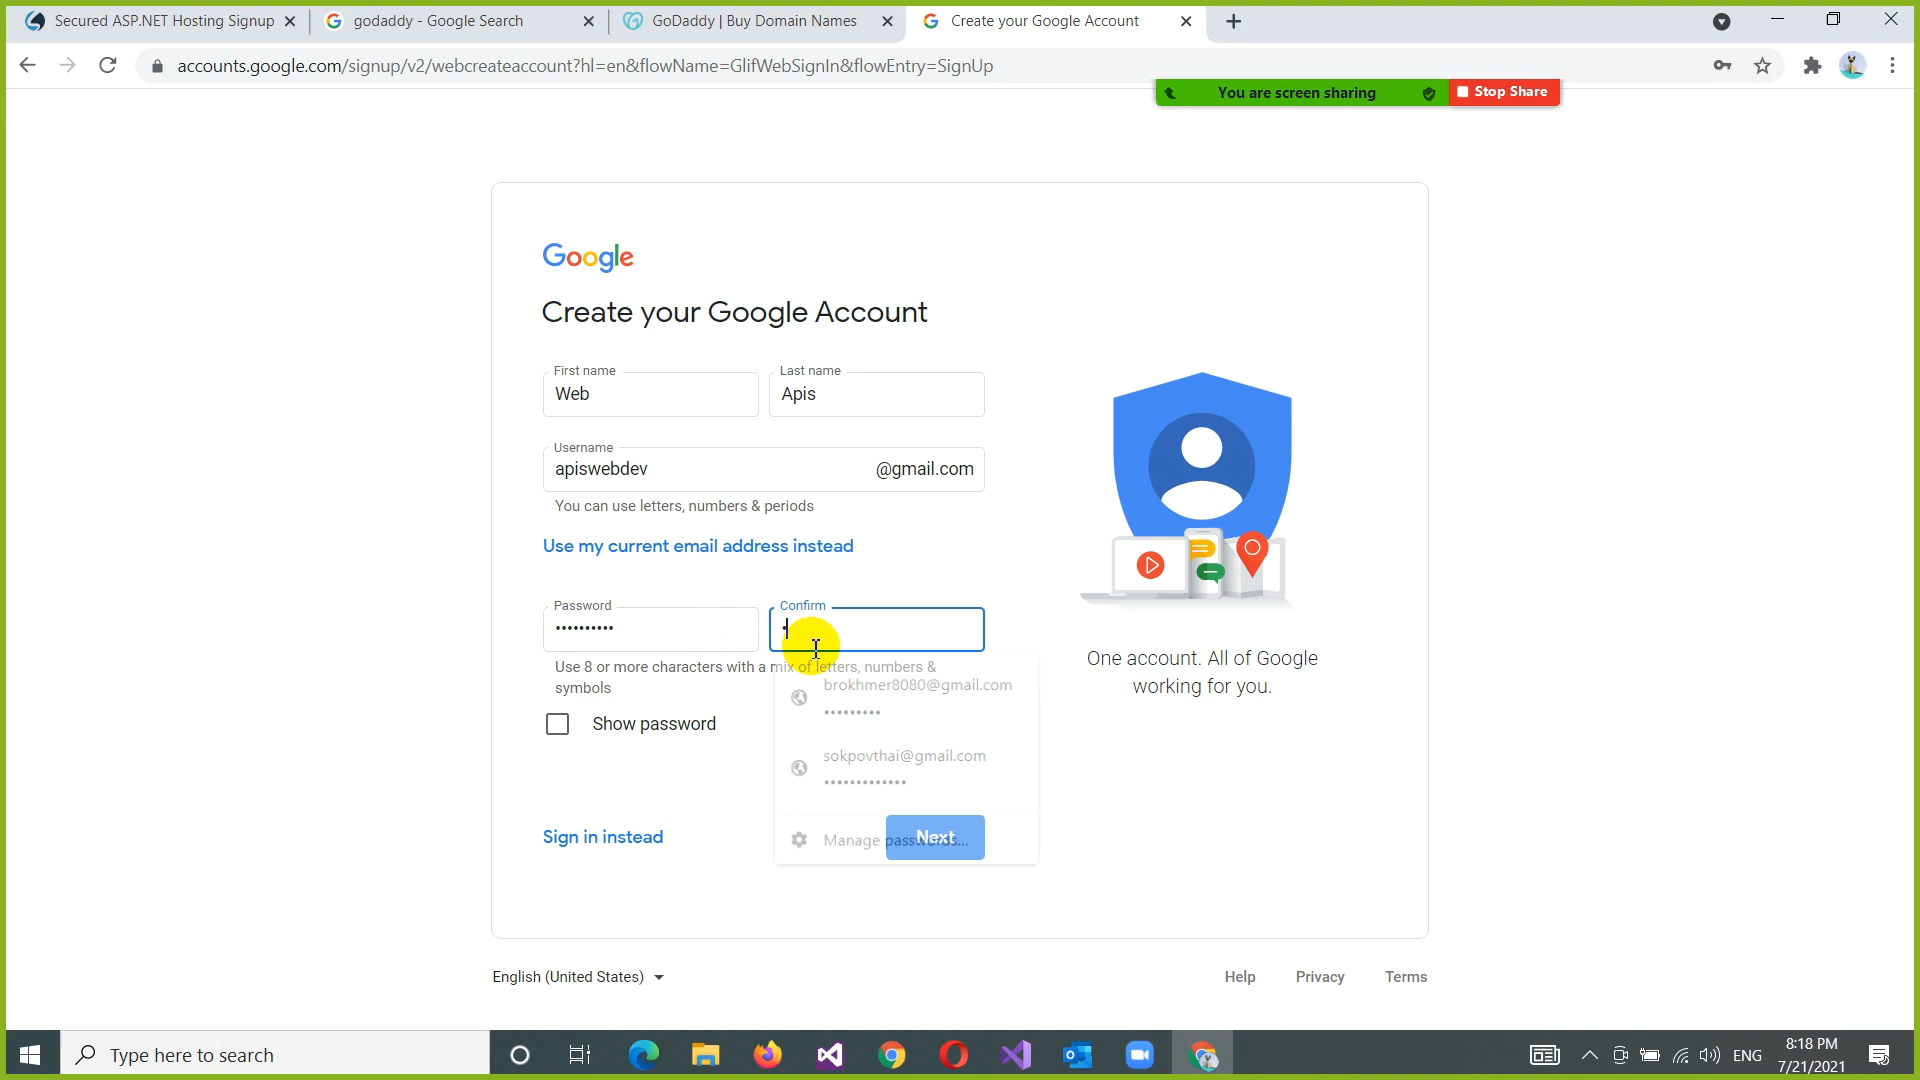 Secured ASP.NET Hosting Signup
godaddy - Google Search
GoDaddy | Buy Domain Names
Create your Google Account
accounts.google.com/signup/v2/webcreateaccount?hl=en&flowName=GlifWebSignIn&flowEntry=SignUp
You are screen sharing
Stop Share
Google
Create your Google Account
First name
Web
Last name
Apis
Username
apiswebdev
@gmail.com
You can use letters, numbers & periods
Use my current email address instead
Password
••••••••••
Confirm
•
Use 8 or more characters with a mix of letters, numbers &
symbols
brokhmer8080@gmail.com
•••••••••
Show password
sokpovthai@gmail.com
•••••••••••••
Manage passwords...
Next
Sign in instead
One account. All of Google
working for you.
English (United States)
Help
Privacy
Terms
Type here to search
ENG
8:18 PM
7/21/2021